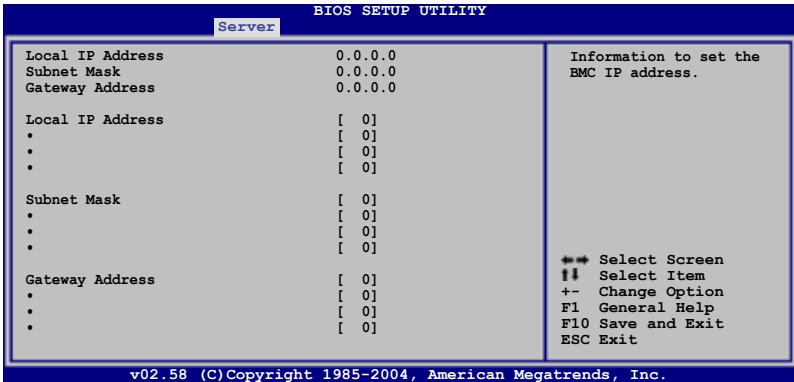 BIOS SETUP UTILITY
Server
Local IP Address 0.0.0.0
Subnet Mask 0.0.0.0
Gateway Address 0.0.0.0
Local IP Address [ 0]
• [ 0]
• [ 0]
• [ 0]
Subnet Mask [ 0]
• [ 0]
• [ 0]
• [ 0]
Gateway Address [ 0]
• [ 0]
• [ 0]
• [ 0]
Information to set the
BMC IP address.
←→ Select Screen
↑↓ Select Item
+- Change Option
F1 General Help
F10 Save and Exit
ESC Exit
v02.58 (C)Copyright 1985-2004, American Megatrends, Inc.